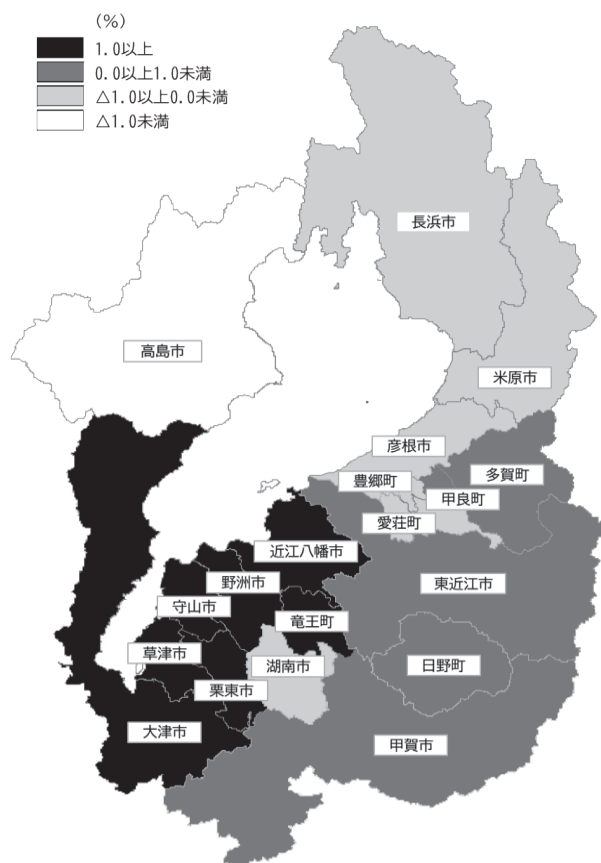 (%)
1.0以上
0.0以上1.0未満
△1.0以上0.0未満
△1.0未満
長浜市
高島市
米原市
彦根市
多賀町
豊郷町
甲良町
愛荘町
近江八幡市
野洲市
東近江市
守山市
竜王町
草津市
湖南市
日野町
栗東市
大津市
甲賀市